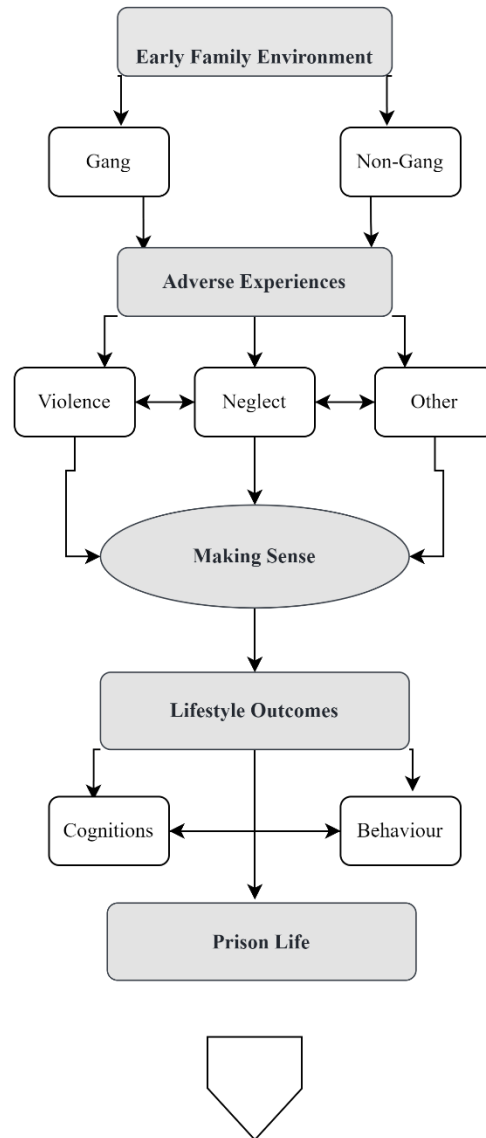 Early Family Environment
Gang
Non-Gang
Adverse Experiences
Violence
Neglect
Other
Making Sense
Lifestyle Outcomes
Cognitions
Behaviour
Prison Life